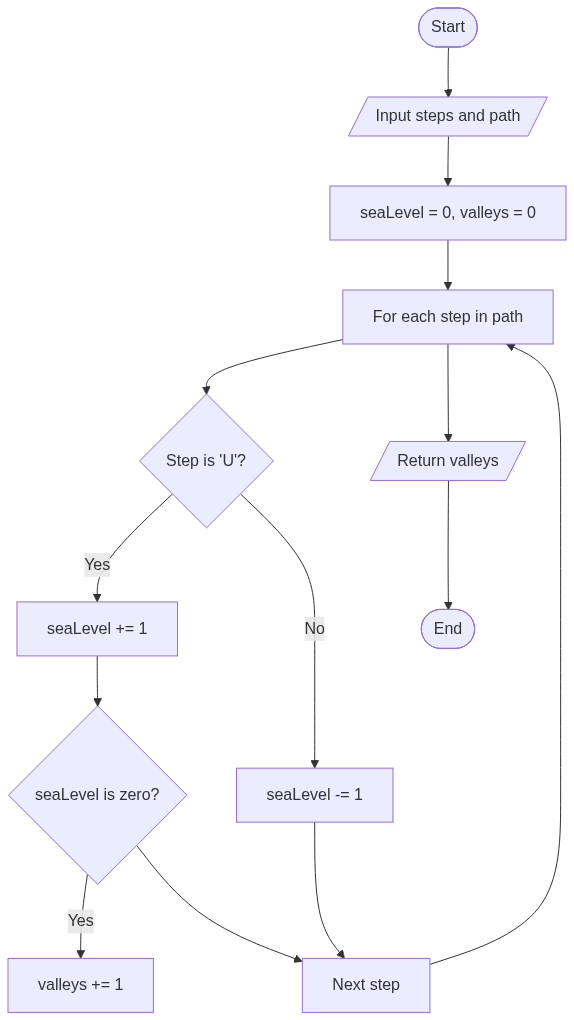 Start
Input steps and path
seaLevel = 0, valleys = 0
For each step in path
Step is 'U'?
Return valleys
Yes
seaLevel += 1
No
End
seaLevel is zero?
seaLevel -= 1
Yes
valleys += 1
Next step